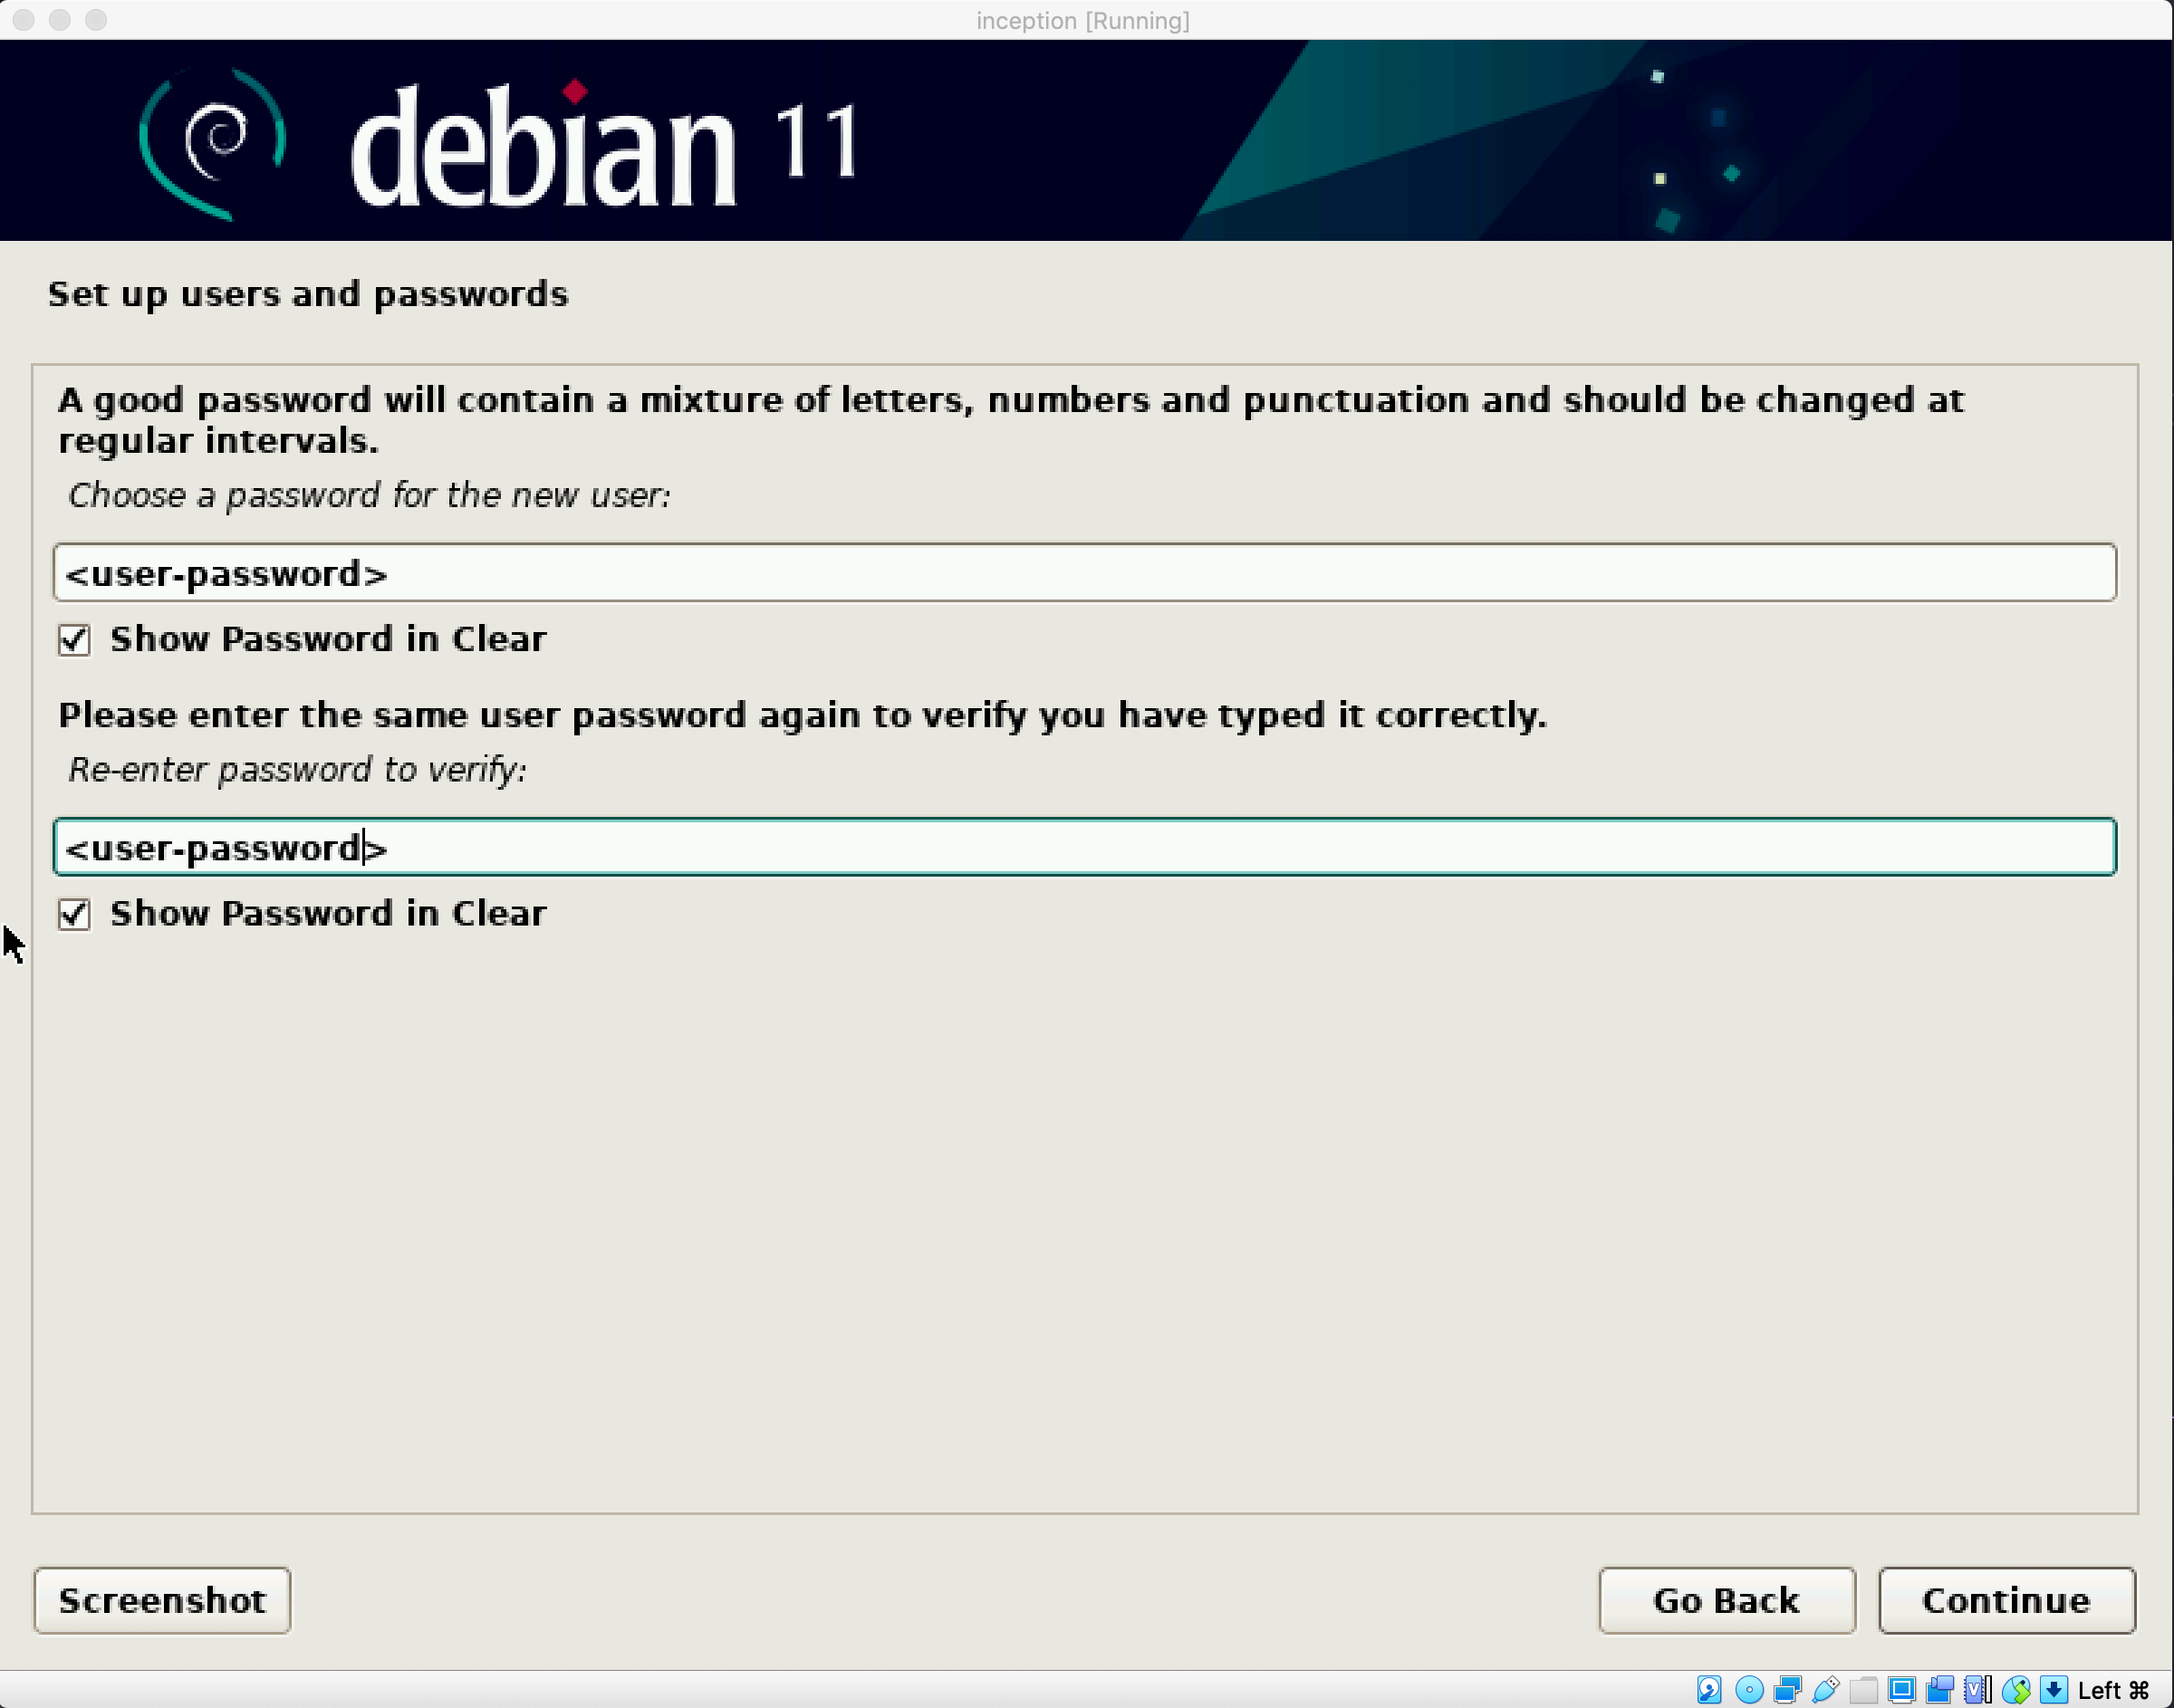 inception [Running]
debian 11
Set up users and passwords
A good password will contain a mixture of letters, numbers and punctuation and should be changed at
regular intervals.
Choose a password for the new user:
<user-password>
Show Password in Clear
Please enter the same user password again to verify you have typed it correctly.
Re-enter password to verify:
<user-password>
Show Password in Clear
Screenshot
Go Back
Continue
Left ⌘